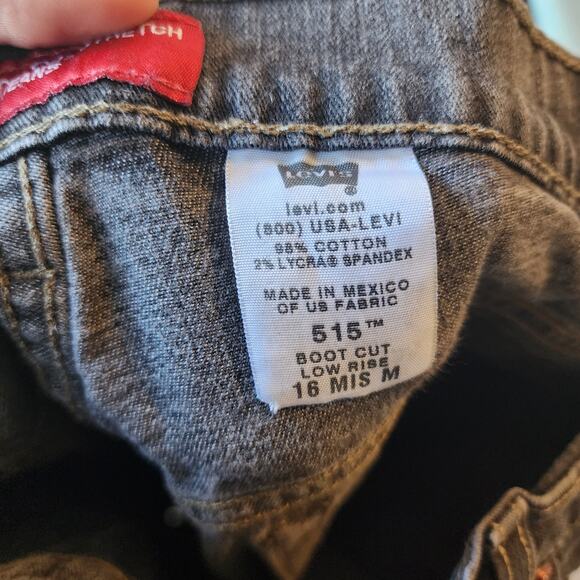 STRETCH
JEANS
Levi's
®
levi.com
(800) USA-LEVI
98% COTTON
2% LYCRA® SPANDEX
MADE IN MEXICO
OF US FABRIC
515™
BOOT CUT
LOW RISE
16 MIS M